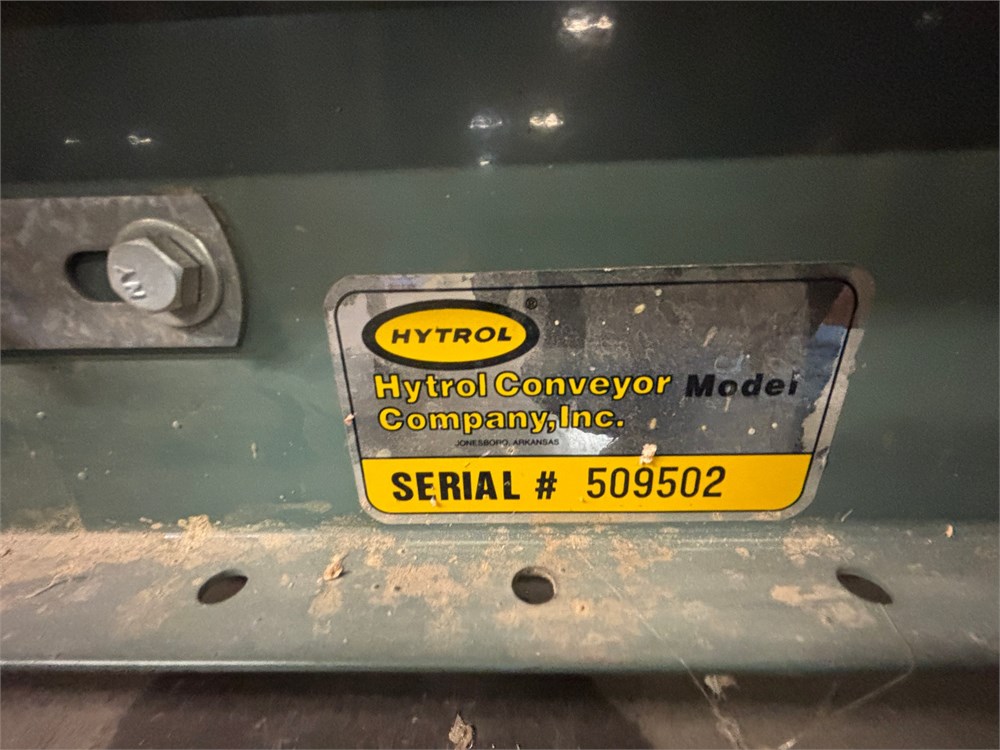 HYTROL ®
Hytrol Conveyor Model
Company, Inc.
JONESBORO, ARKANSAS
SERIAL # 509502